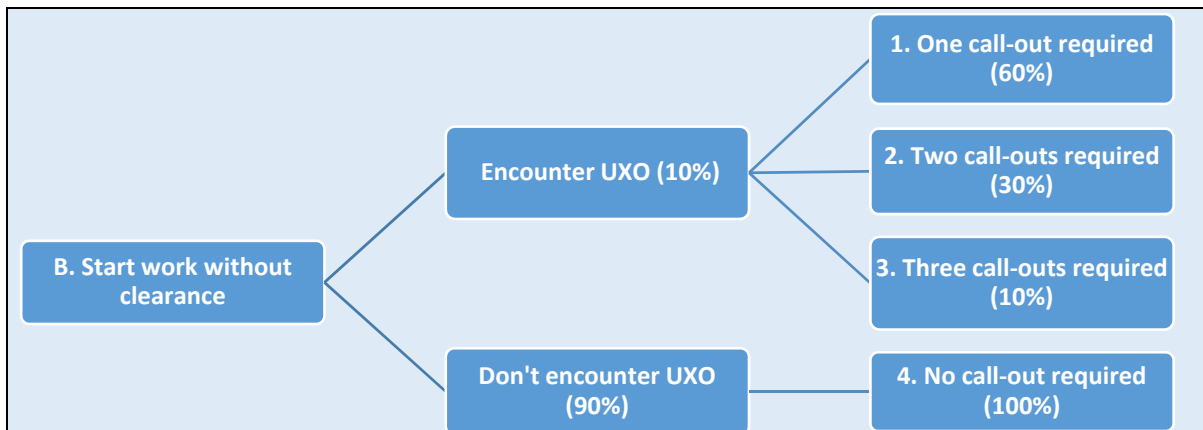 1. One call-out required
(60%)
Encounter UXO (10%)
2. Two call-outs required
(30%)
B. Start work without
clearance
3. Three call-outs required
(10%)
Don't encounter UXO
(90%)
4. No call-out required
(100%)